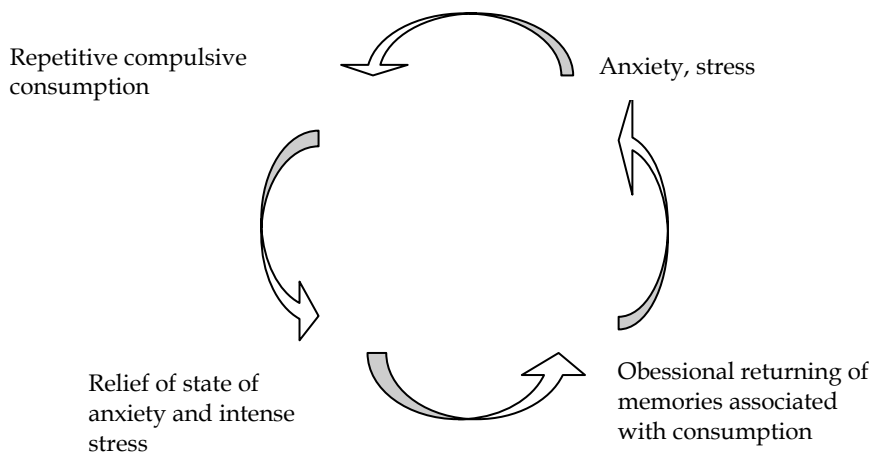 Repetitive compulsive
consumption
Anxiety, stress
Relief of state of
anxiety and intense
stress
Obessional returning of
memories associated
with consumption